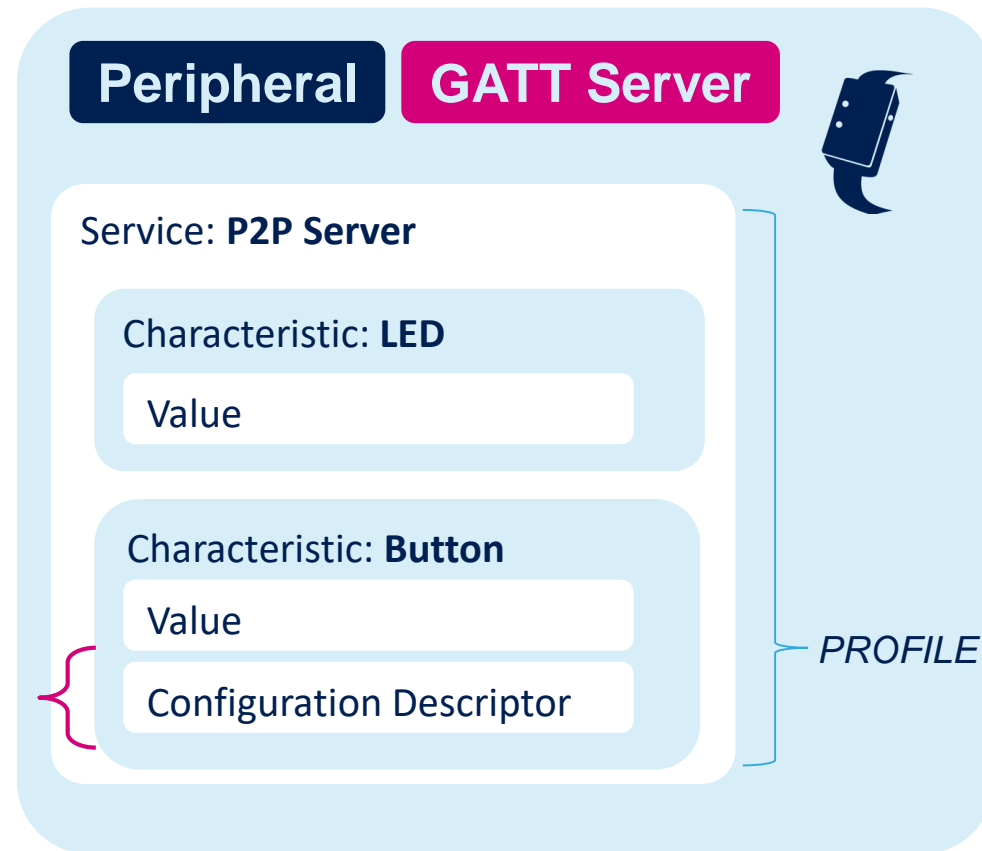 Peripheral
GATT Server
Service: P2P Server
Characteristic: LED
Value
Characteristic: Button
Value
Configuration Descriptor
PROFILE